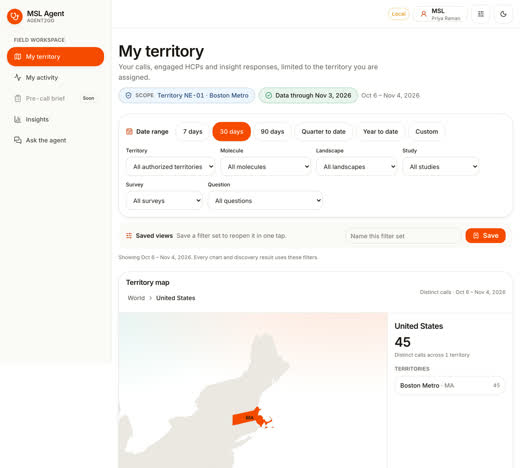 MSL Agent
AGENT2GO
Local
MSL
Priya Raman
FIELD WORKSPACE
My territory
My activity
Pre-call brief
Soon
Insights
Ask the agent
My territory
Your calls, engaged HCPs and insight responses, limited to the territory you are
assigned.
SCOPE Territory NE-01 · Boston Metro
Data through Nov 3, 2026
Oct 6 – Nov 4, 2026
Date range
7 days
30 days
90 days
Quarter to date
Year to date
Custom
Territory
Molecule
Landscape
Study
All authorized territories
All molecules
All landscapes
All studies
Survey
Question
All surveys
All questions
Saved views Save a filter set to reopen it in one tap.
Name this filter set
Save
Showing Oct 6 – Nov 4, 2026. Every chart and discovery result uses these filters.
Territory map
World > United States
Distinct calls · Oct 6 – Nov 4, 2026
MA
United States
45
Distinct calls across 1 territory
TERRITORIES
Boston Metro · MA
45